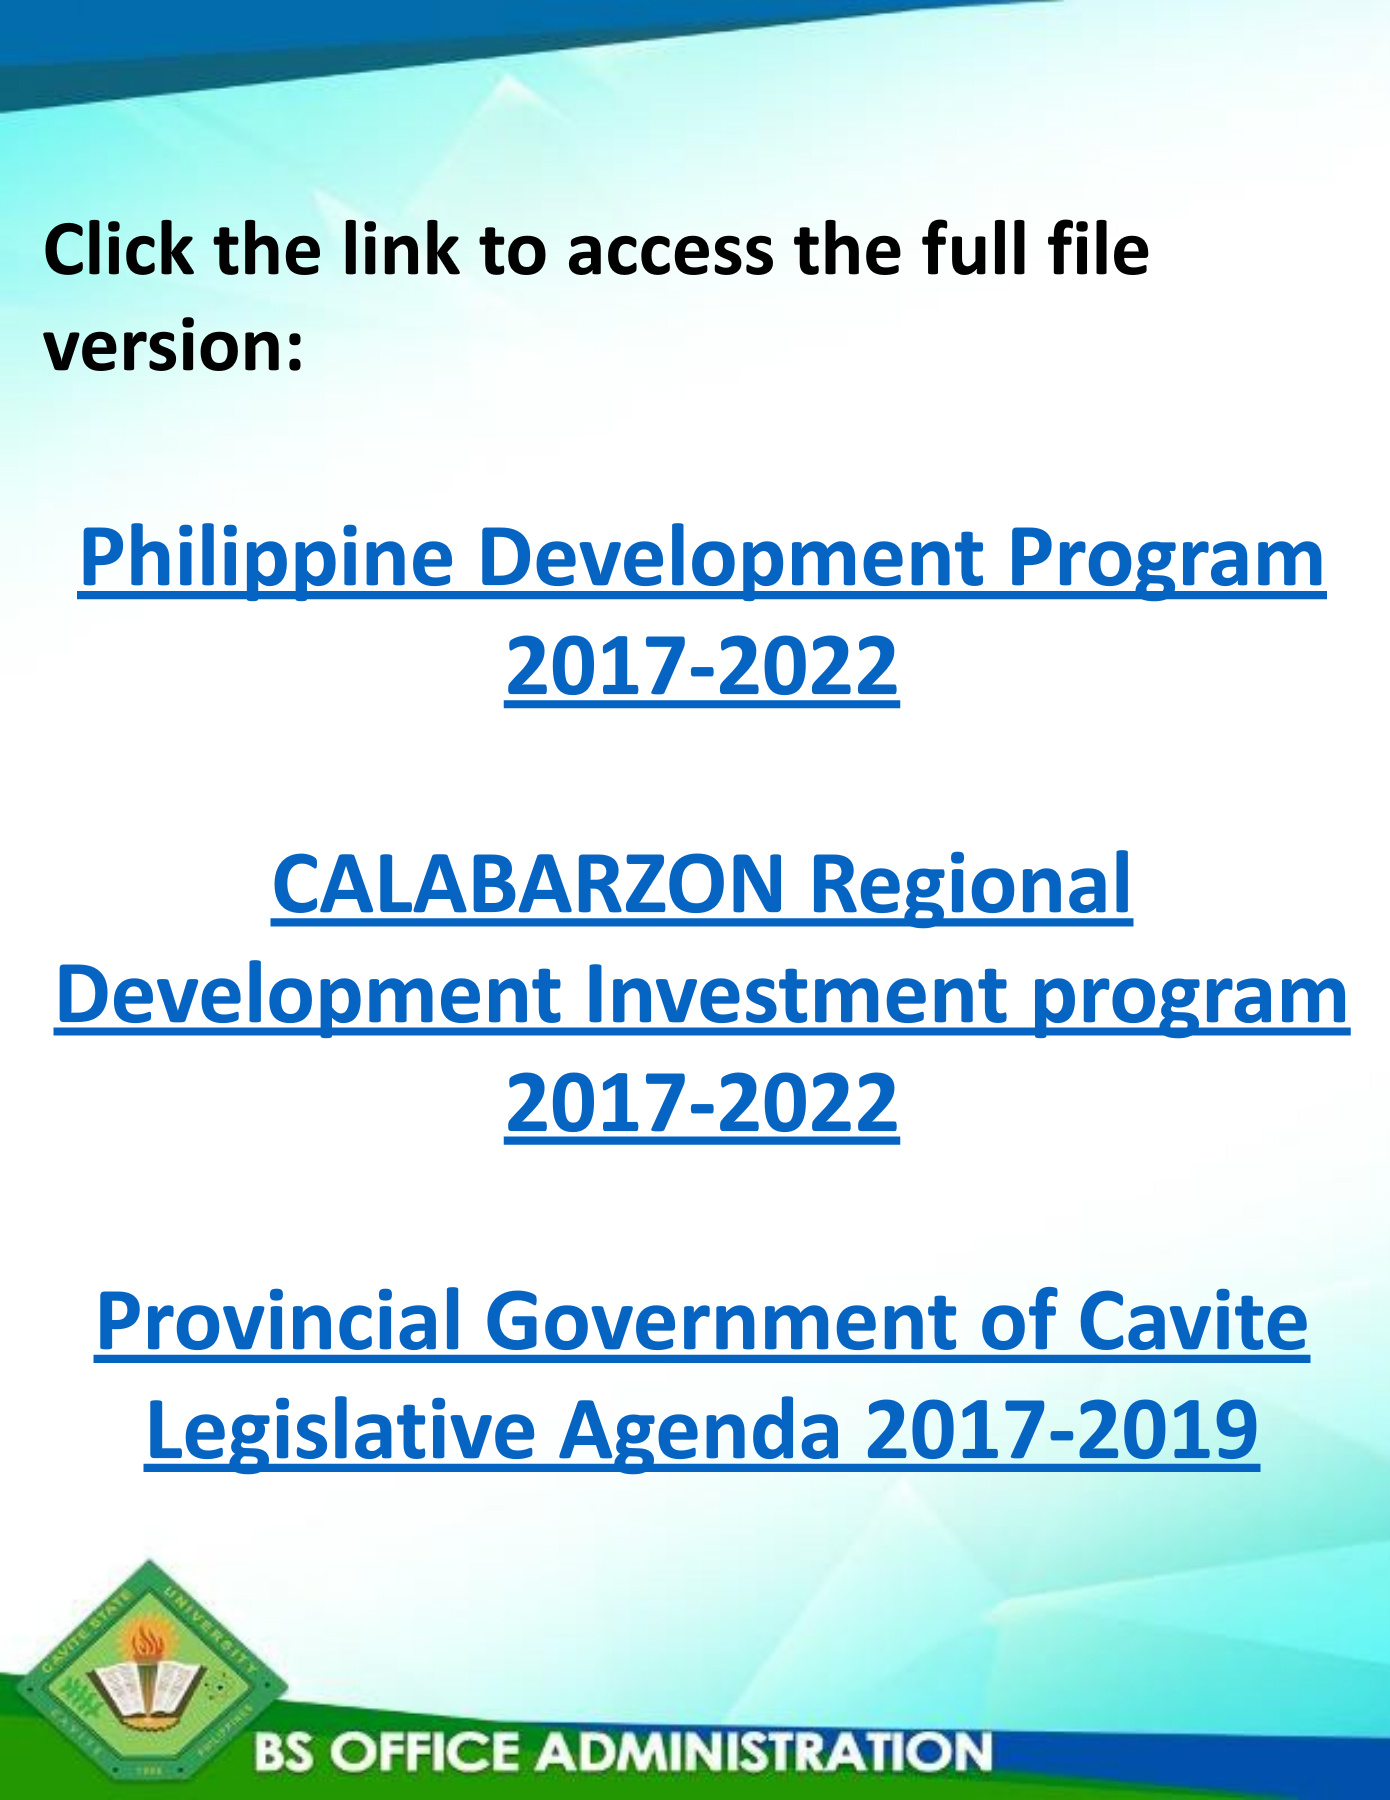 Click the link to access the full file
version:
Philippine Development Program
2017-2022
CALABARZON Regional
Development Investment program
2017-2022
Provincial Government of Cavite
Legislative Agenda 2017-2019
CAVITE STATE UNIVERSITY
CAVITE PHILIPPINES
1906
BS OFFICE ADMINISTRATION